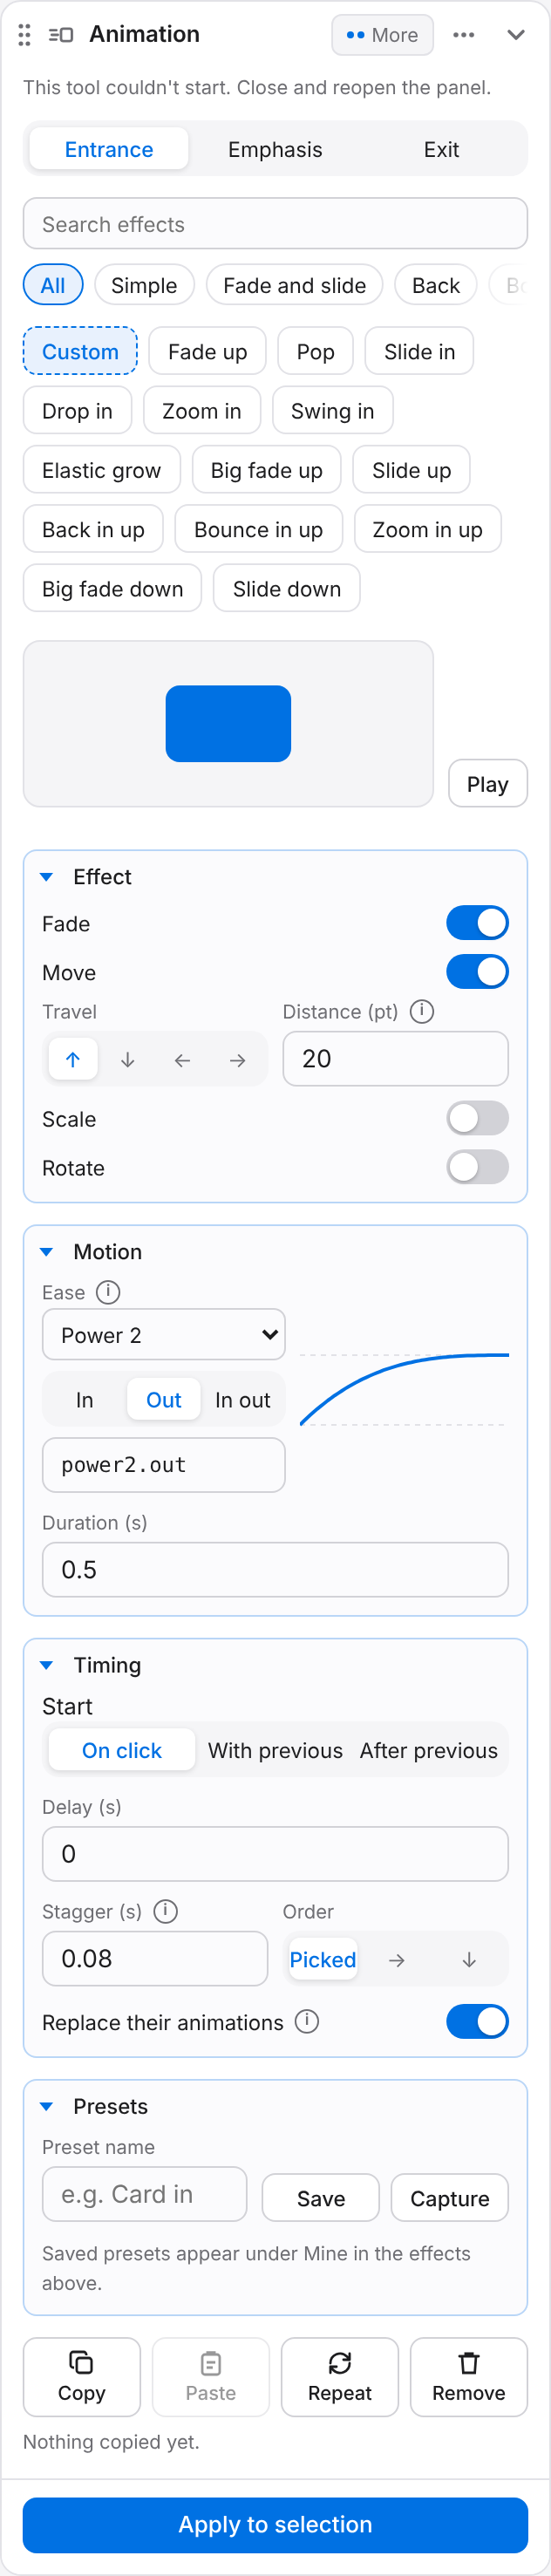 Animation
More
This tool couldn't start. Close and reopen the panel.
Entrance Emphasis Exit
Search effects
All Simple Fade and slide Back
Custom Fade up Pop Slide in
Drop in Zoom in Swing in
Elastic grow Big fade up Slide up
Back in up Bounce in up Zoom in up
Big fade down Slide down
Play
Effect
Fade
Move
Travel Distance (pt)
↑ ↓ ← → 20
Scale
Rotate
Motion
Ease
Power 2
In Out In out
power2.out
Duration (s)
0.5
Timing
Start
On click With previous After previous
Delay (s)
0
Stagger (s) Order
0.08 Picked → ↓
Replace their animations
Presets
Preset name
e.g. Card in Save Capture
Saved presets appear under Mine in the effects
above.
Copy Paste Repeat Remove
Nothing copied yet.
Apply to selection